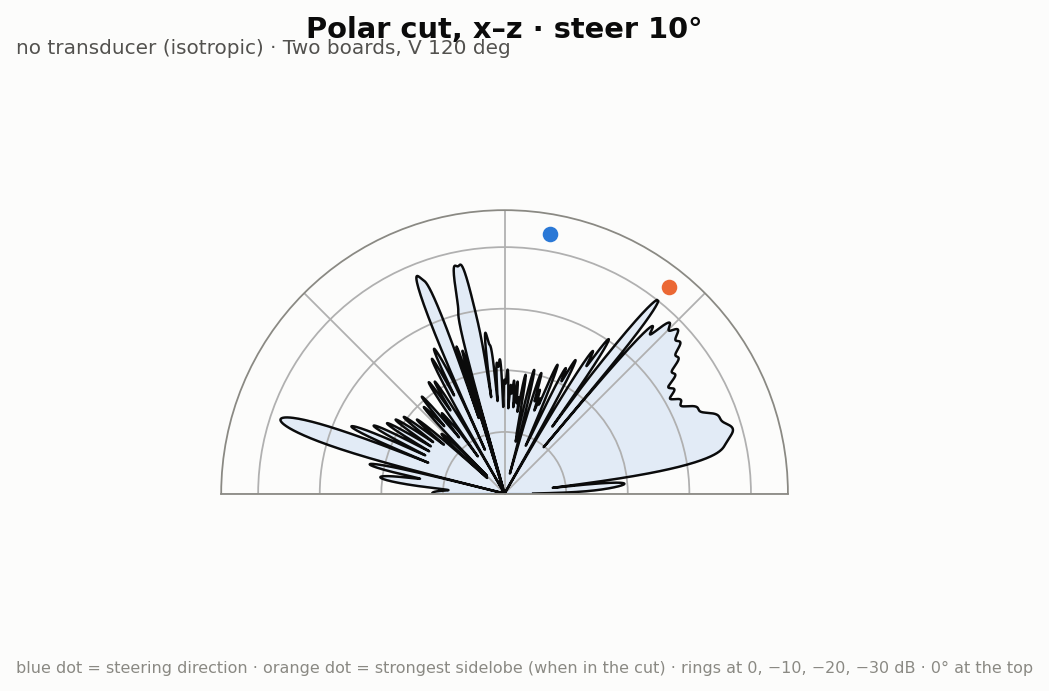 Polar cut, x–z · steer 10°
no transducer (isotropic) · Two boards, V 120 deg
blue dot = steering direction · orange dot = strongest sidelobe (when in the cut) · rings at 0, −10, −20, −30 dB · 0° at the top